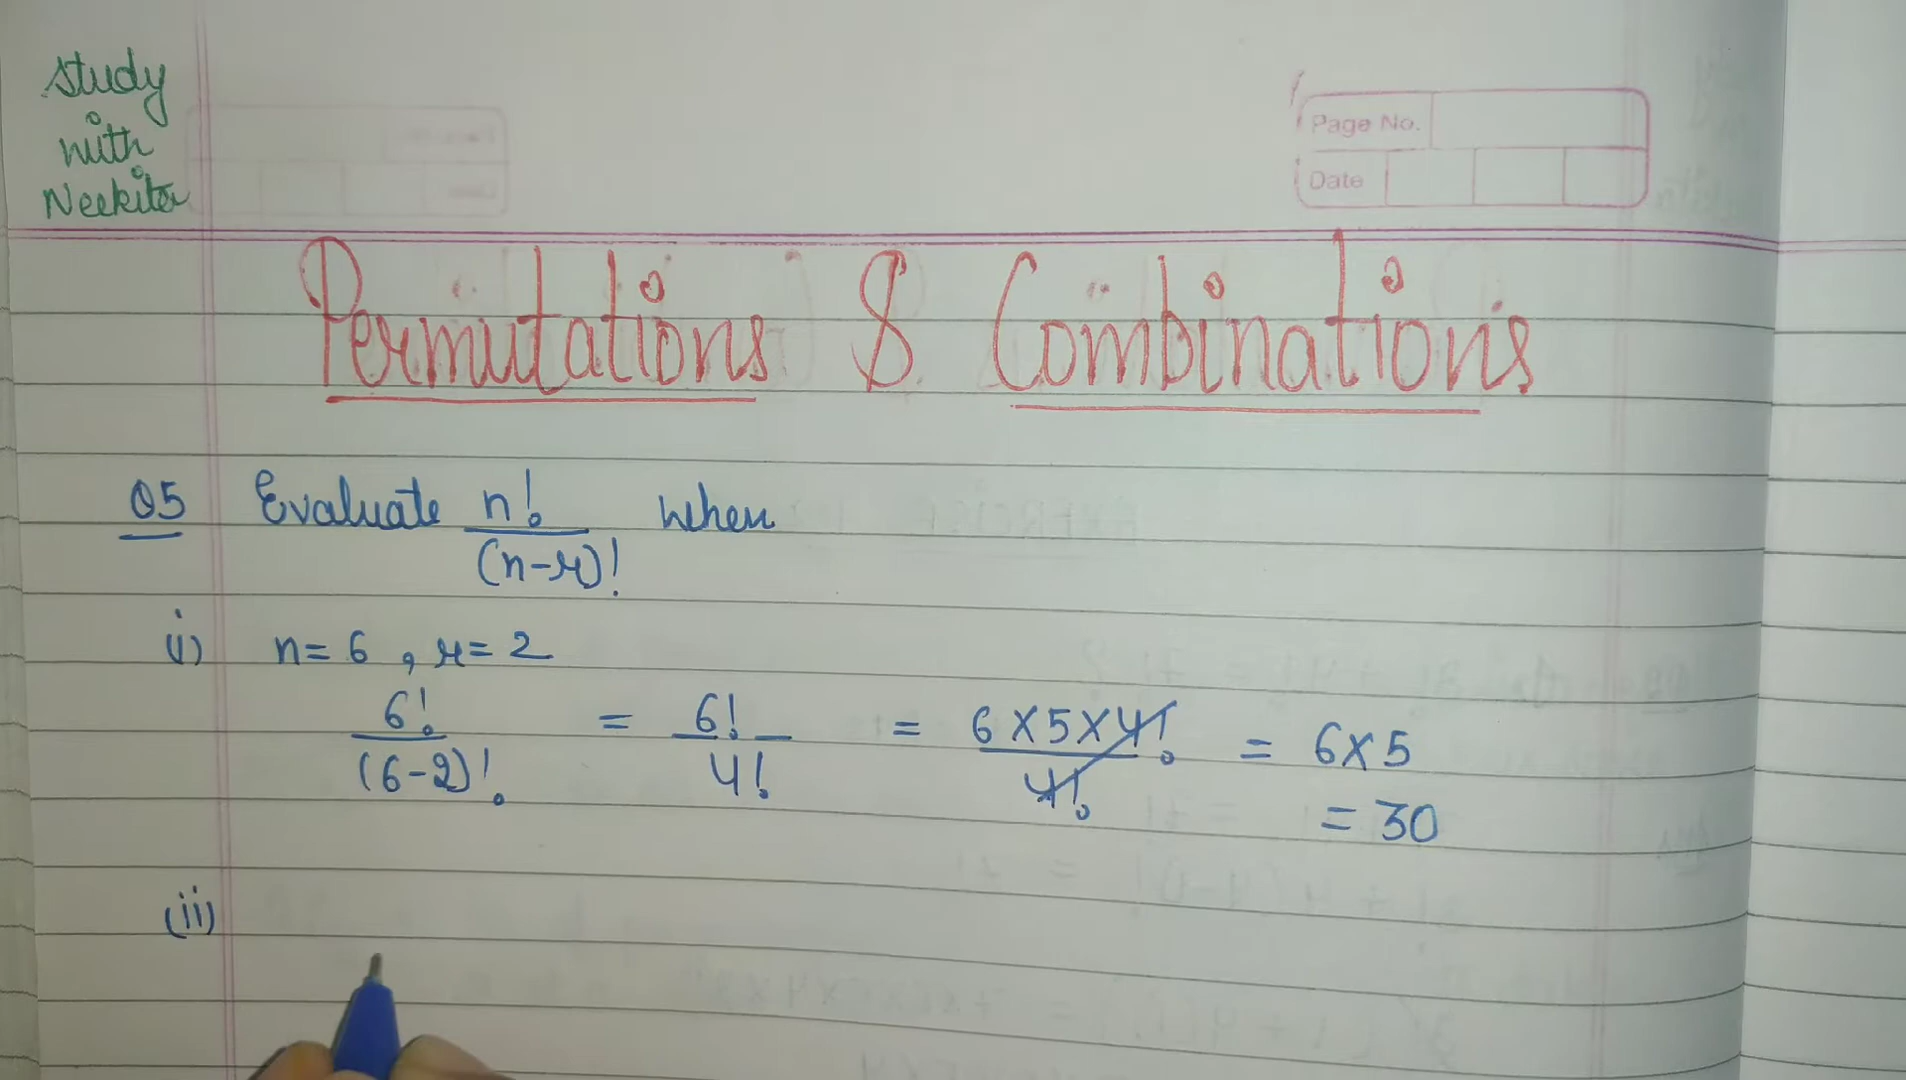 Study
with
Neekita
Page No.
Date
Permutations & Combinations
Q5 Evaluate n!/(n-r)! when
(i) n=6, r=2
6!/(6-2)! = 6!/4! = 6×5×4!/4! = 6×5
= 30
(ii)